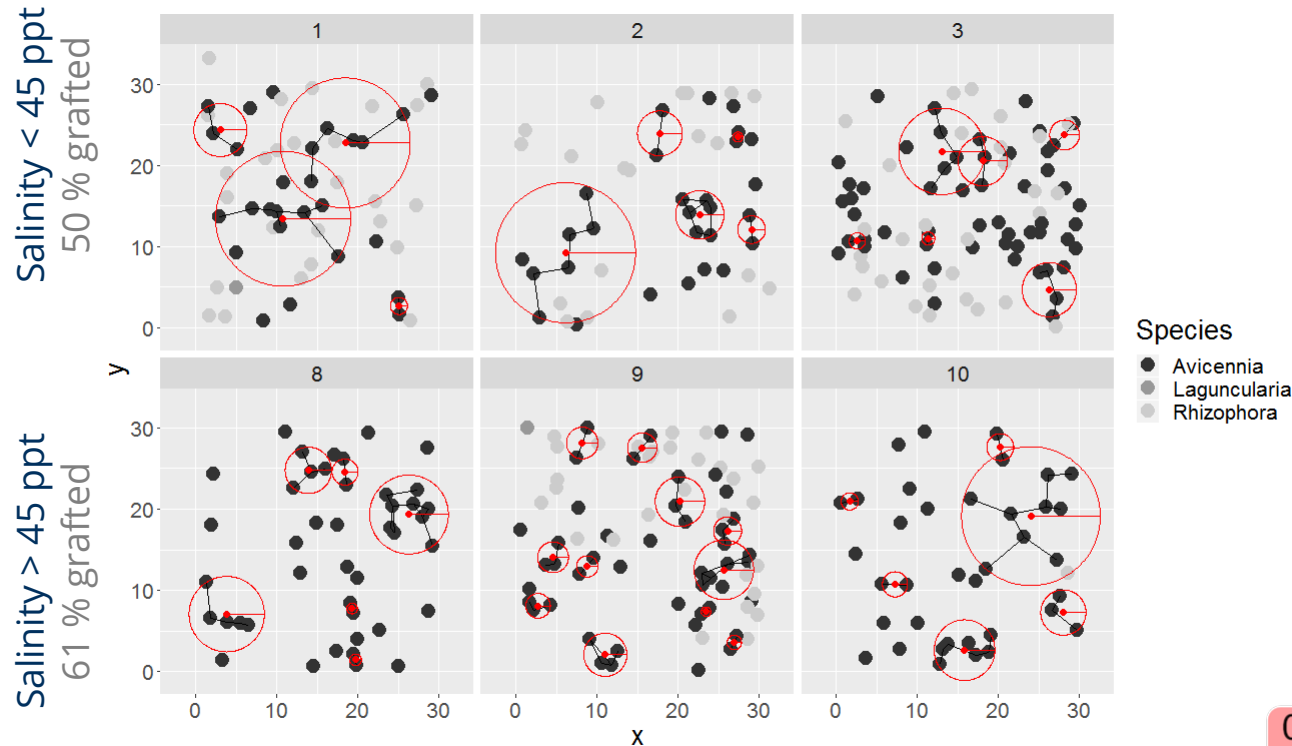 Salinity < 45 ppt
50 % grafted
Salinity > 45 ppt
61 % grafted
1
2
3
30
20
10
0
y
8
9
10
30
20
10
0
0 10 20 30
0 10 20 30
0 10 20 30
x
Species
Avicennia
Laguncularia
Rhizophora